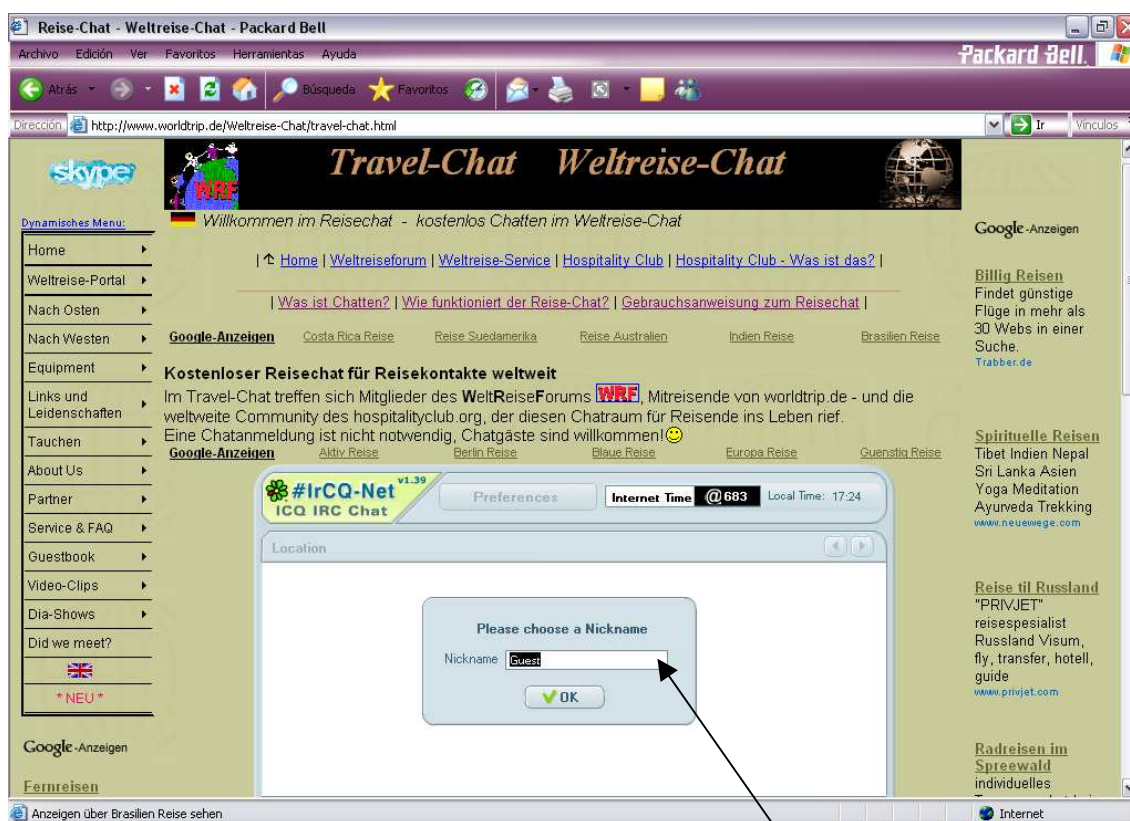 Reise-Chat - Weltreise-Chat - Packard Bell
Archivo Edición Ver Favoritos Herramientas Ayuda
Packard Bell.
Atrás Búsqueda Favoritos
Dirección http://www.worldtrip.de/Weltreise-Chat/travel-chat.html Ir Vínculos
skype
Dynamisches Menu:
Home
Weltreise-Portal
Nach Osten
Nach Westen
Equipment
Links und
Leidenschaften
Tauchen
About Us
Partner
Service & FAQ
Guestbook
Video-Clips
Dia-Shows
Did we meet?
* NEU *
Google-Anzeigen
Fernreisen
WRF
Travel-Chat Weltreise-Chat
Willkommen im Reisechat - kostenlos Chatten im Weltreise-Chat
| Home | Weltreiseforum | Weltreise-Service | Hospitality Club | Hospitality Club - Was ist das? |
| Was ist Chatten? | Wie funktioniert der Reise-Chat? | Gebrauchsanweisung zum Reisechat |
Google-Anzeigen Costa Rica Reise Reise Suedamerika Reise Australien Indien Reise Brasilien Reise
Kostenloser Reisechat für Reisekontakte weltweit
Im Travel-Chat treffen sich Mitglieder des WeltReiseForums WRF, Mitreisende von worldtrip.de - und die
weltweite Community des hospitalityclub.org, der diesen Chatraum für Reisende ins Leben rief.
Eine Chatanmeldung ist nicht notwendig, Chatgäste sind willkommen!
Google-Anzeigen Aktiv Reise Berlin Reise Blaue Reise Europa Reise Guenstig Reise
#IrCQ-Net v1.39
ICQ IRC Chat
Preferences
Internet Time @683 Local Time: 17:24
Location
Please choose a Nickname
Nickname Guest
OK
Google-Anzeigen
Billig Reisen
Findet günstige
Flüge in mehr als
30 Webs in einer
Suche.
Trabber.de
Spirituelle Reisen
Tibet Indien Nepal
Sri Lanka Asien
Yoga Meditation
Ayurveda Trekking
www.neuewege.com
Reise til Russland
"PRIVJET"
reisespesialist
Russland Visum,
fly, transfer, hotell,
guide
www.privjet.com
Radreisen im
Spreewald
individuelles
Anzeigen über Brasilien Reise sehen
Internet